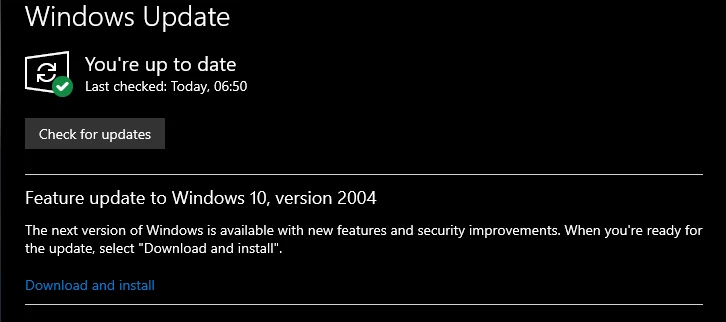 Windows Update
You're up to date
Last checked: Today, 06:50
Check for updates
Feature update to Windows 10, version 2004
The next version of Windows is available with new features and security improvements. When you're ready for
the update, select "Download and install".
Download and install